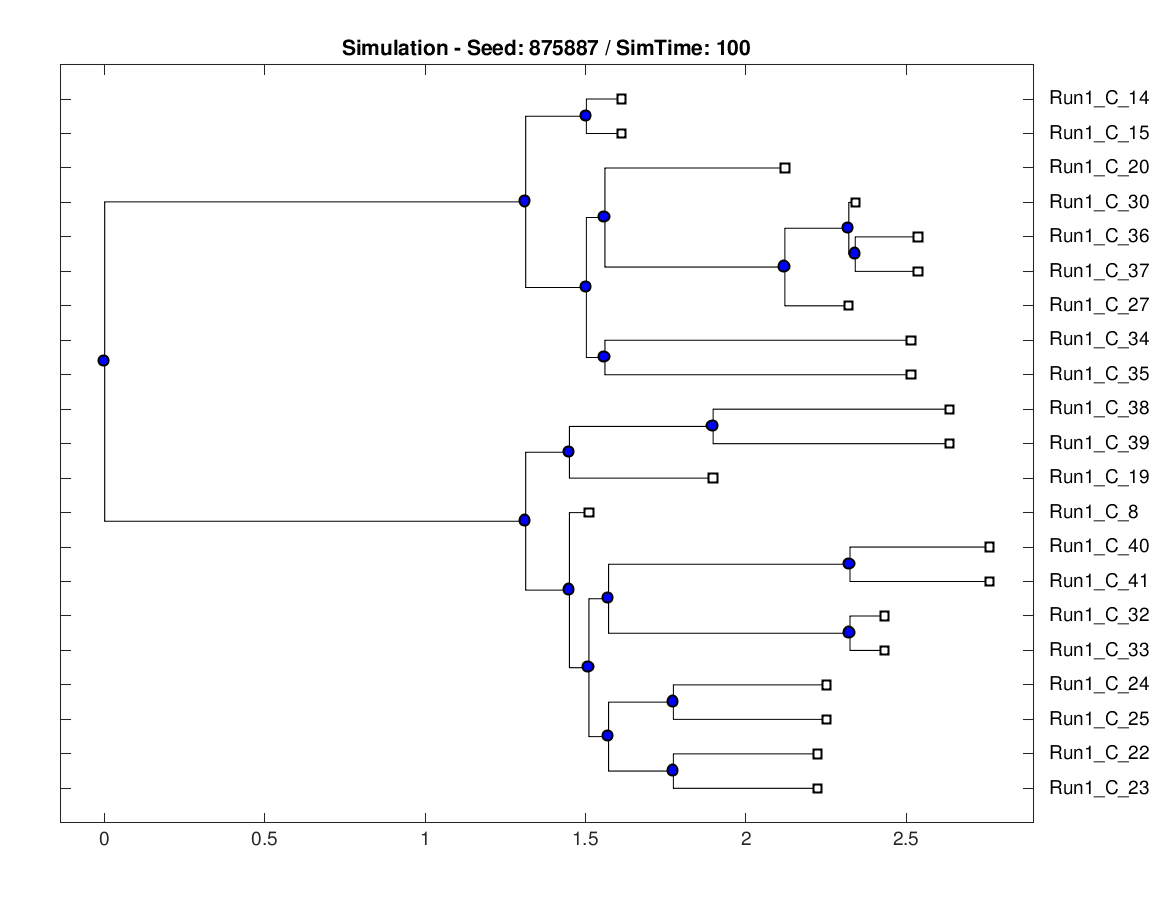 Simulation - Seed: 875887 / SimTime: 100
Run1_C_14
Run1_C_15
Run1_C_20
Run1_C_30
Run1_C_36
Run1_C_37
Run1_C_27
Run1_C_34
Run1_C_35
Run1_C_38
Run1_C_39
Run1_C_19
Run1_C_8
Run1_C_40
Run1_C_41
Run1_C_32
Run1_C_33
Run1_C_24
Run1_C_25
Run1_C_22
Run1_C_23
0 0.5 1 1.5 2 2.5